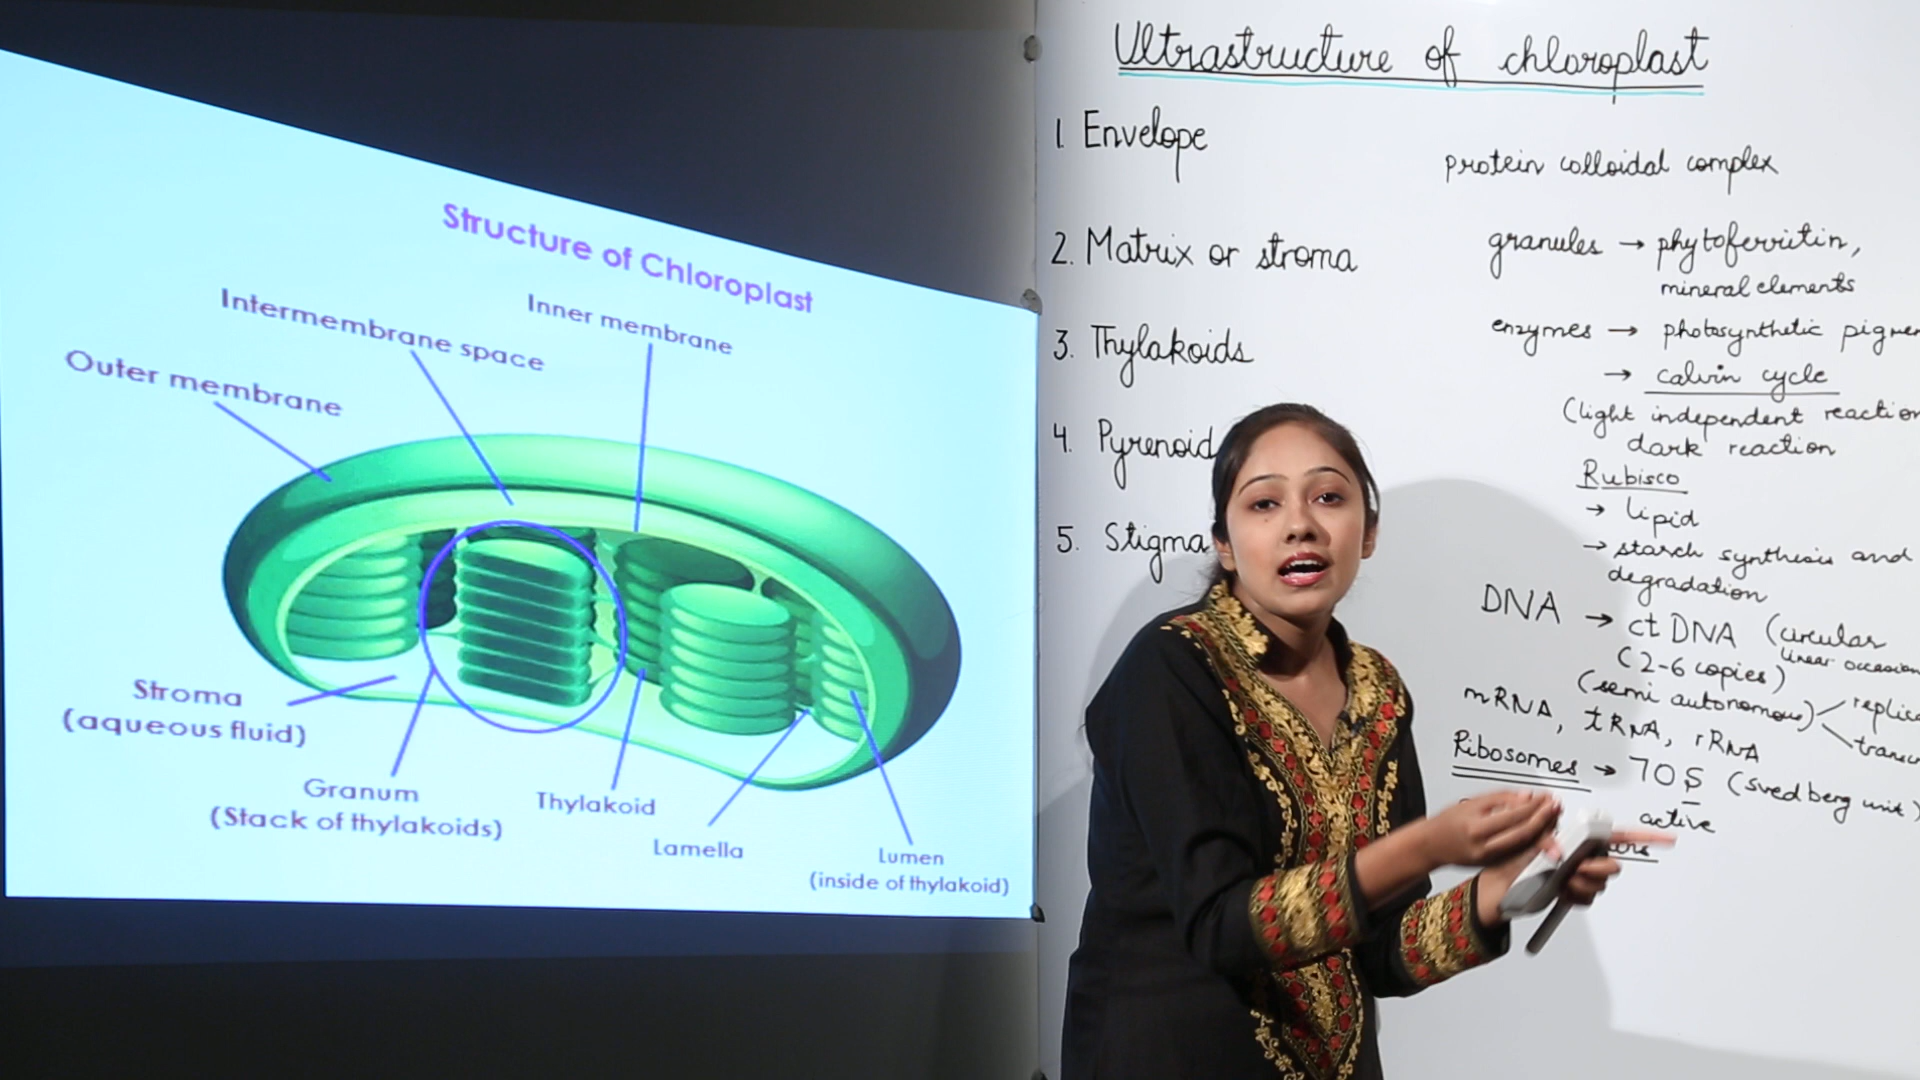 Structure of Chloroplast
Intermembrane space
Inner membrane
Outer membrane
Stroma
(aqueous fluid)
Granum
(Stack of thylakoids)
Thylakoid
Lamella
Lumen
(inside of thylakoid)
Ultrastructure of chloroplast
1. Envelope
2. Matrix or stroma
3. Thylakoids
4. Pyrenoid
5. Stigma
protein colloidal complex
granules → phytoferritin,
mineral elements
enzymes → photosynthetic
→ calvin cycle
(light independent reaction
dark reaction
Rubisco
→ lipid
→ starch synthesis and
degradation
DNA → ct DNA (circular
linear
(2-6 copies)
(semi autonomous)
mRNA, tRNA, rRNA
Ribosomes → 70S (svedberg unit)
active